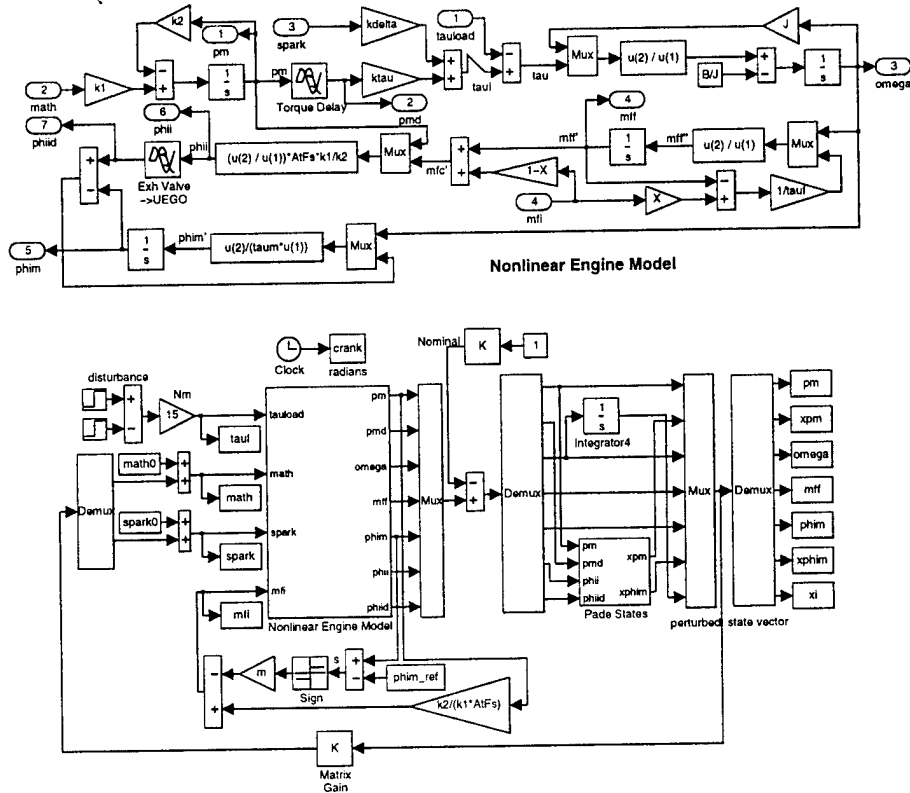 k2
1
pm
3
spark
kdelta
1
tauload
J
Mux
u(2) / u(1)
B/J
1
s
3
omega
2
math
k1
1
s
pm
Torque Delay
ktau
taui
tau
2
pmd
7
phiid
6
phii
4
mff
Exh Valve
->UEGO
phii
(u(2) / u(1))*AtFs*k1/k2
Mux
mfc'
mff'
1
s
mff''
u(2) / u(1)
Mux
1-X
4
mfi
X
1/tauf
5
phim
1
s
phim'
u(2)/(taum*u(1))
Mux
Nonlinear Engine Model
Clock
crank
radians
Nominal
K
1
disturbance
Nm
15
taul
tauload
math
spark
mfi
pm
pmd
omega
mff
phim
phii
phiid
Nonlinear Engine Model
Mux
Demux
math0
math
spark0
spark
mfi
Demux
1
s
Integrator4
pm
pmd
phii
phiid
xpm
xphim
Pade States
Mux
Demux
perturbed state vector
pm
xpm
omega
mff
phim
xphim
xi
m
Sign
s
phim_ref
k2/(k1*AtFs)
K
Matrix
Gain